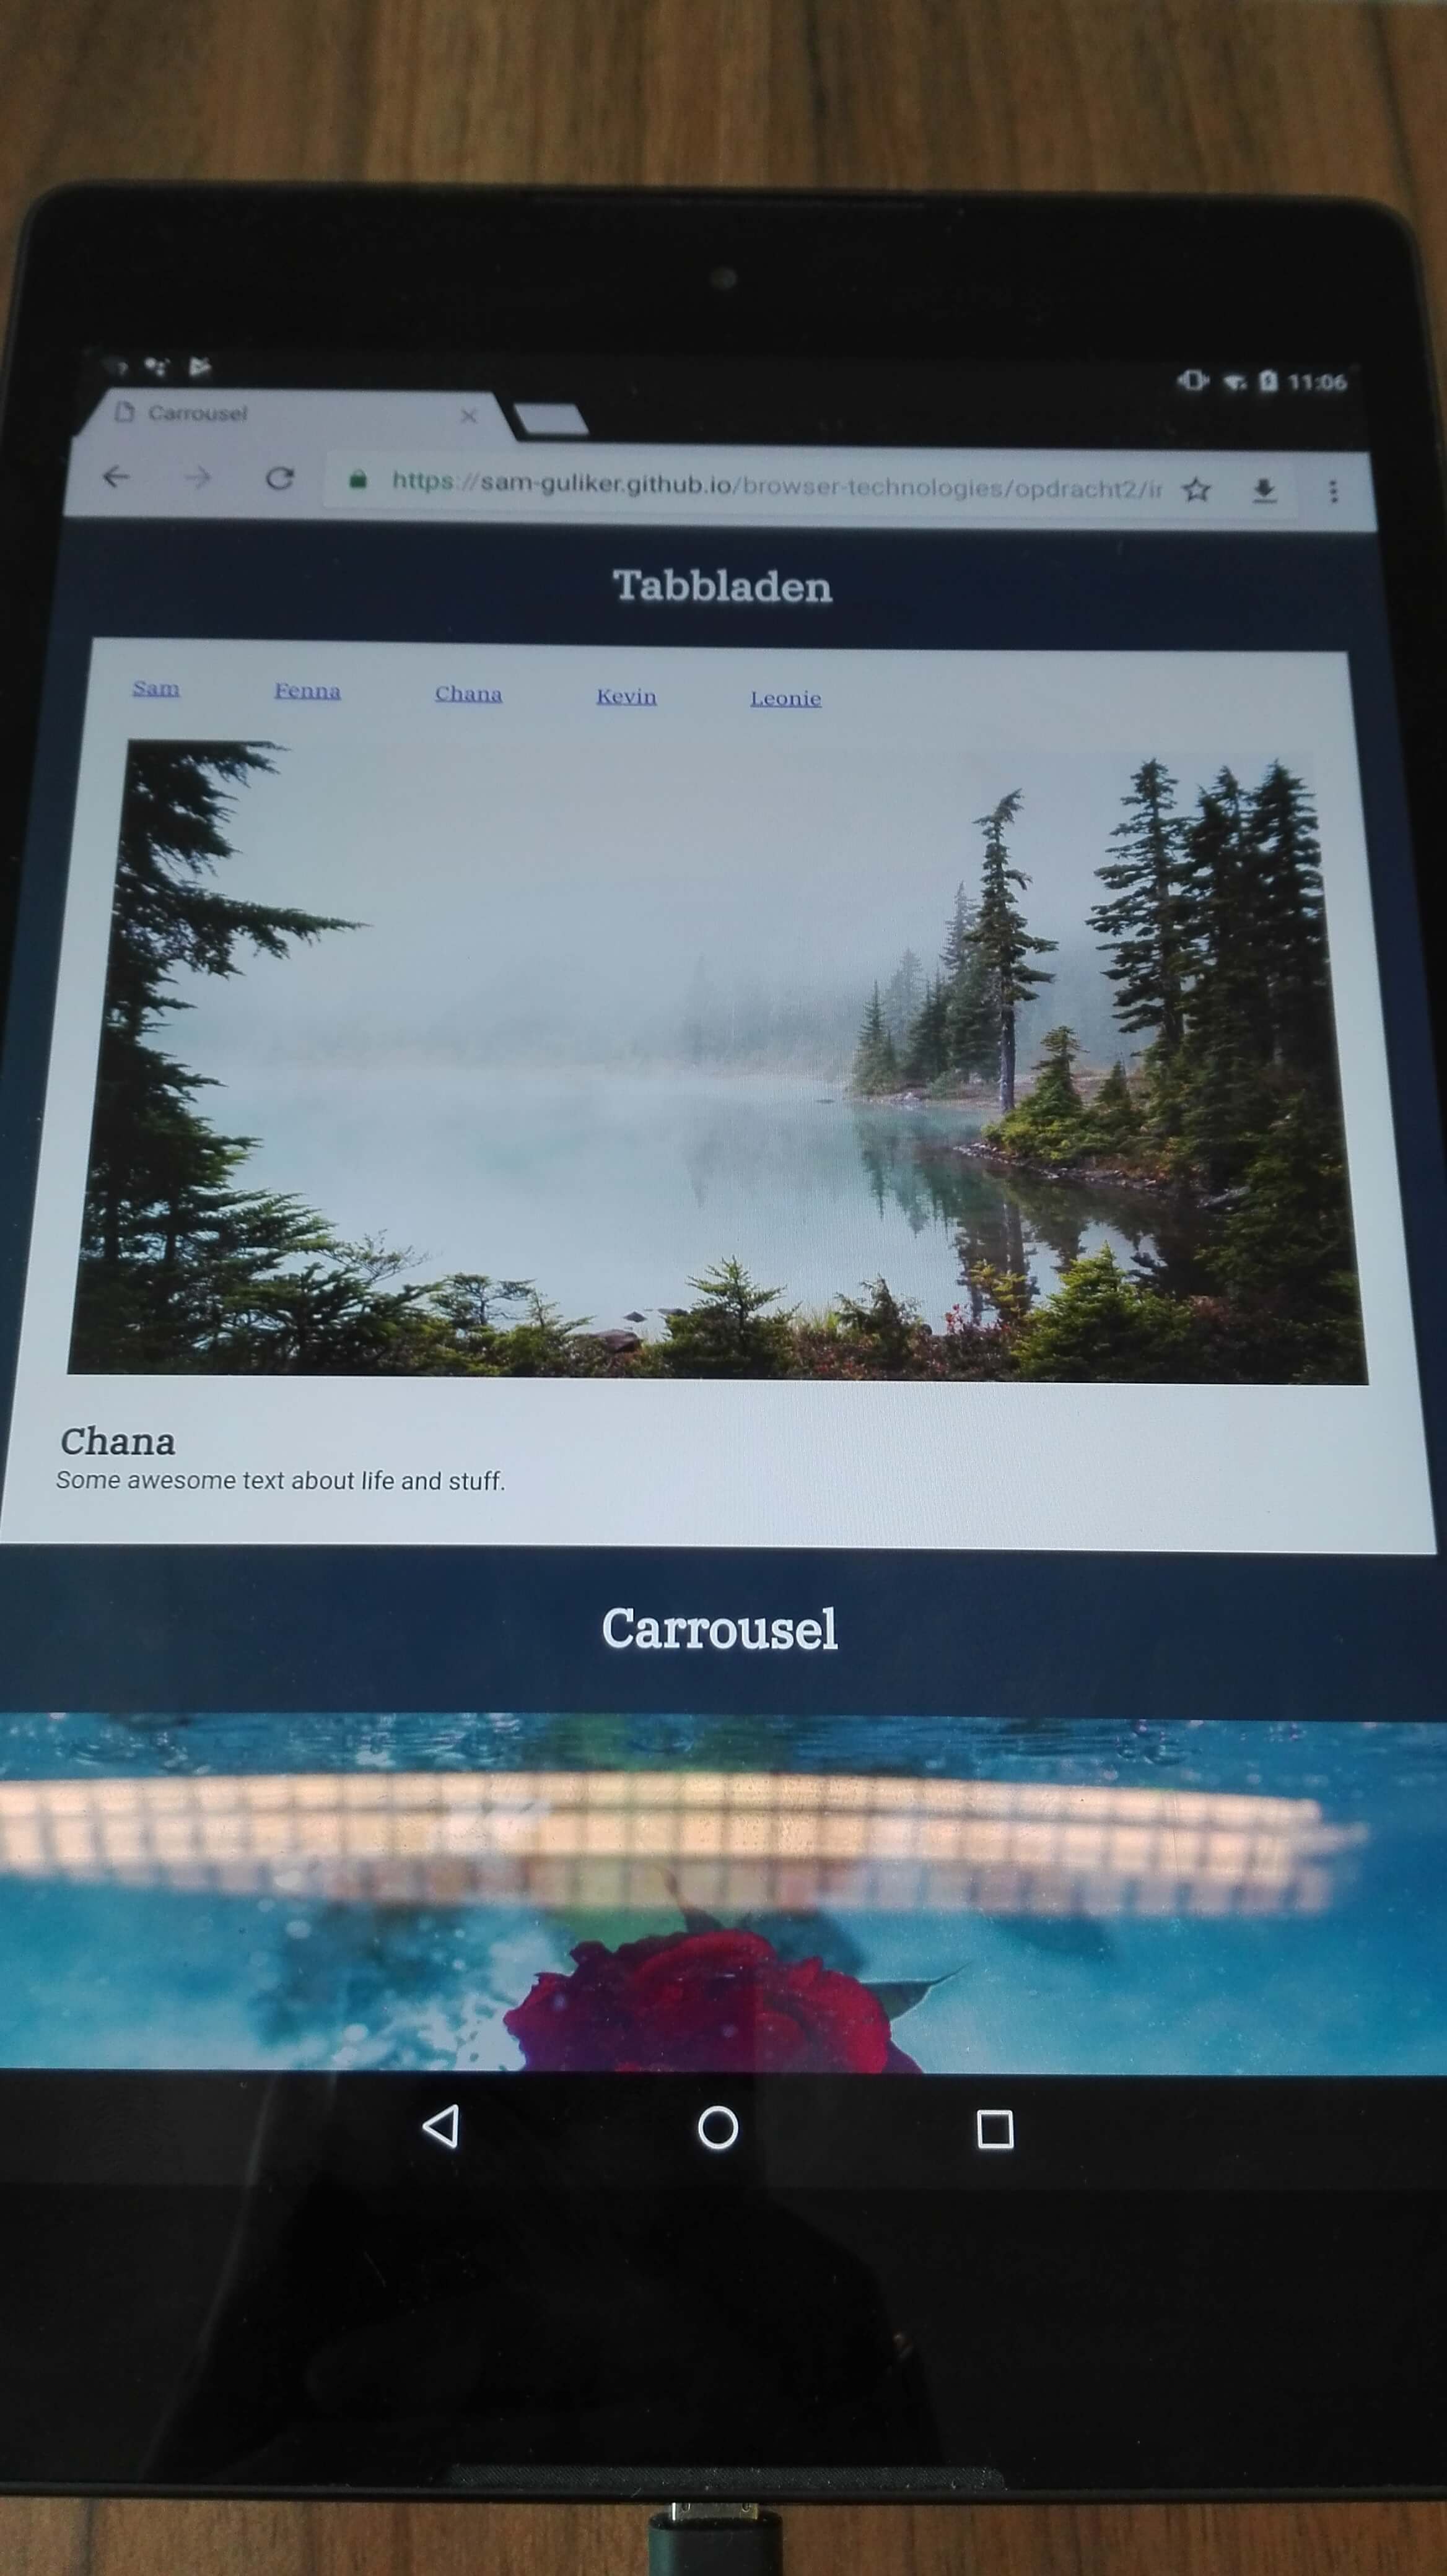 11:06
Carrousel
https://sam-guliker.github.io/browser-technologies/opdracht2/ir
Tabbladen
Sam Fenna Chana Kevin Leonie
Chana
Some awesome text about life and stuff.
Carrousel